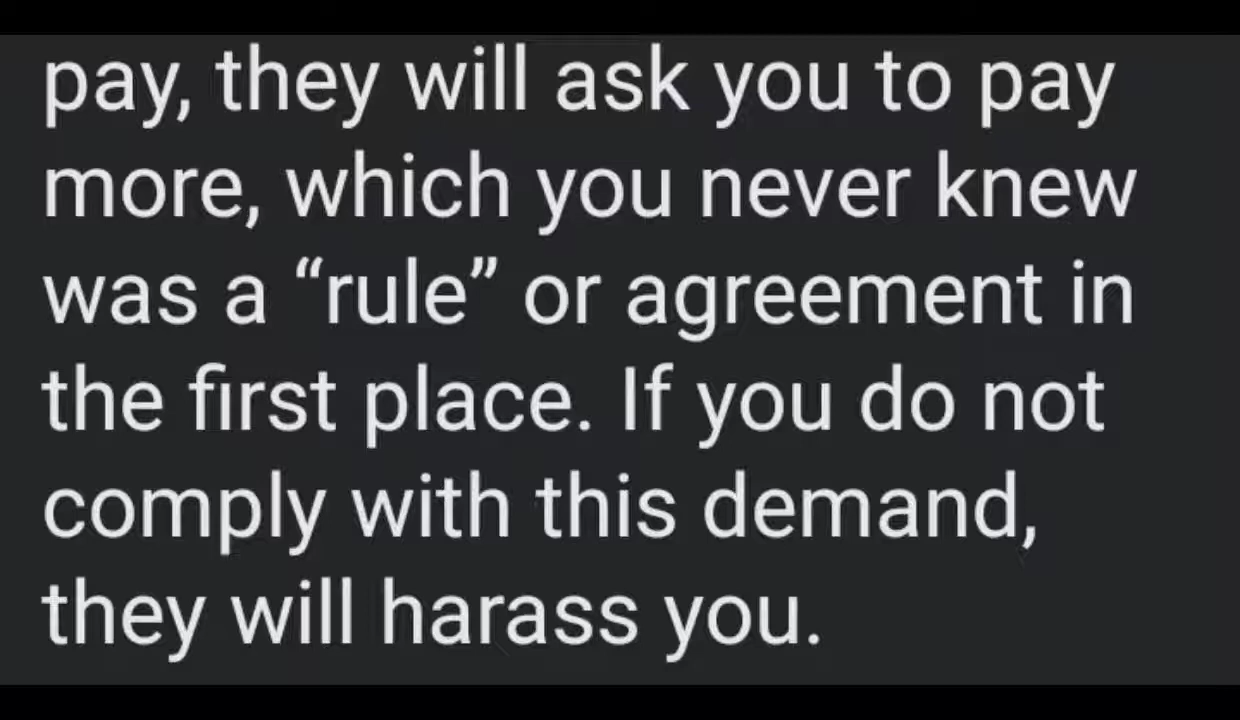 pay, they will ask you to pay
more, which you never knew
was a “rule” or agreement in
the first place. If you do not
comply with this demand,
they will harass you.